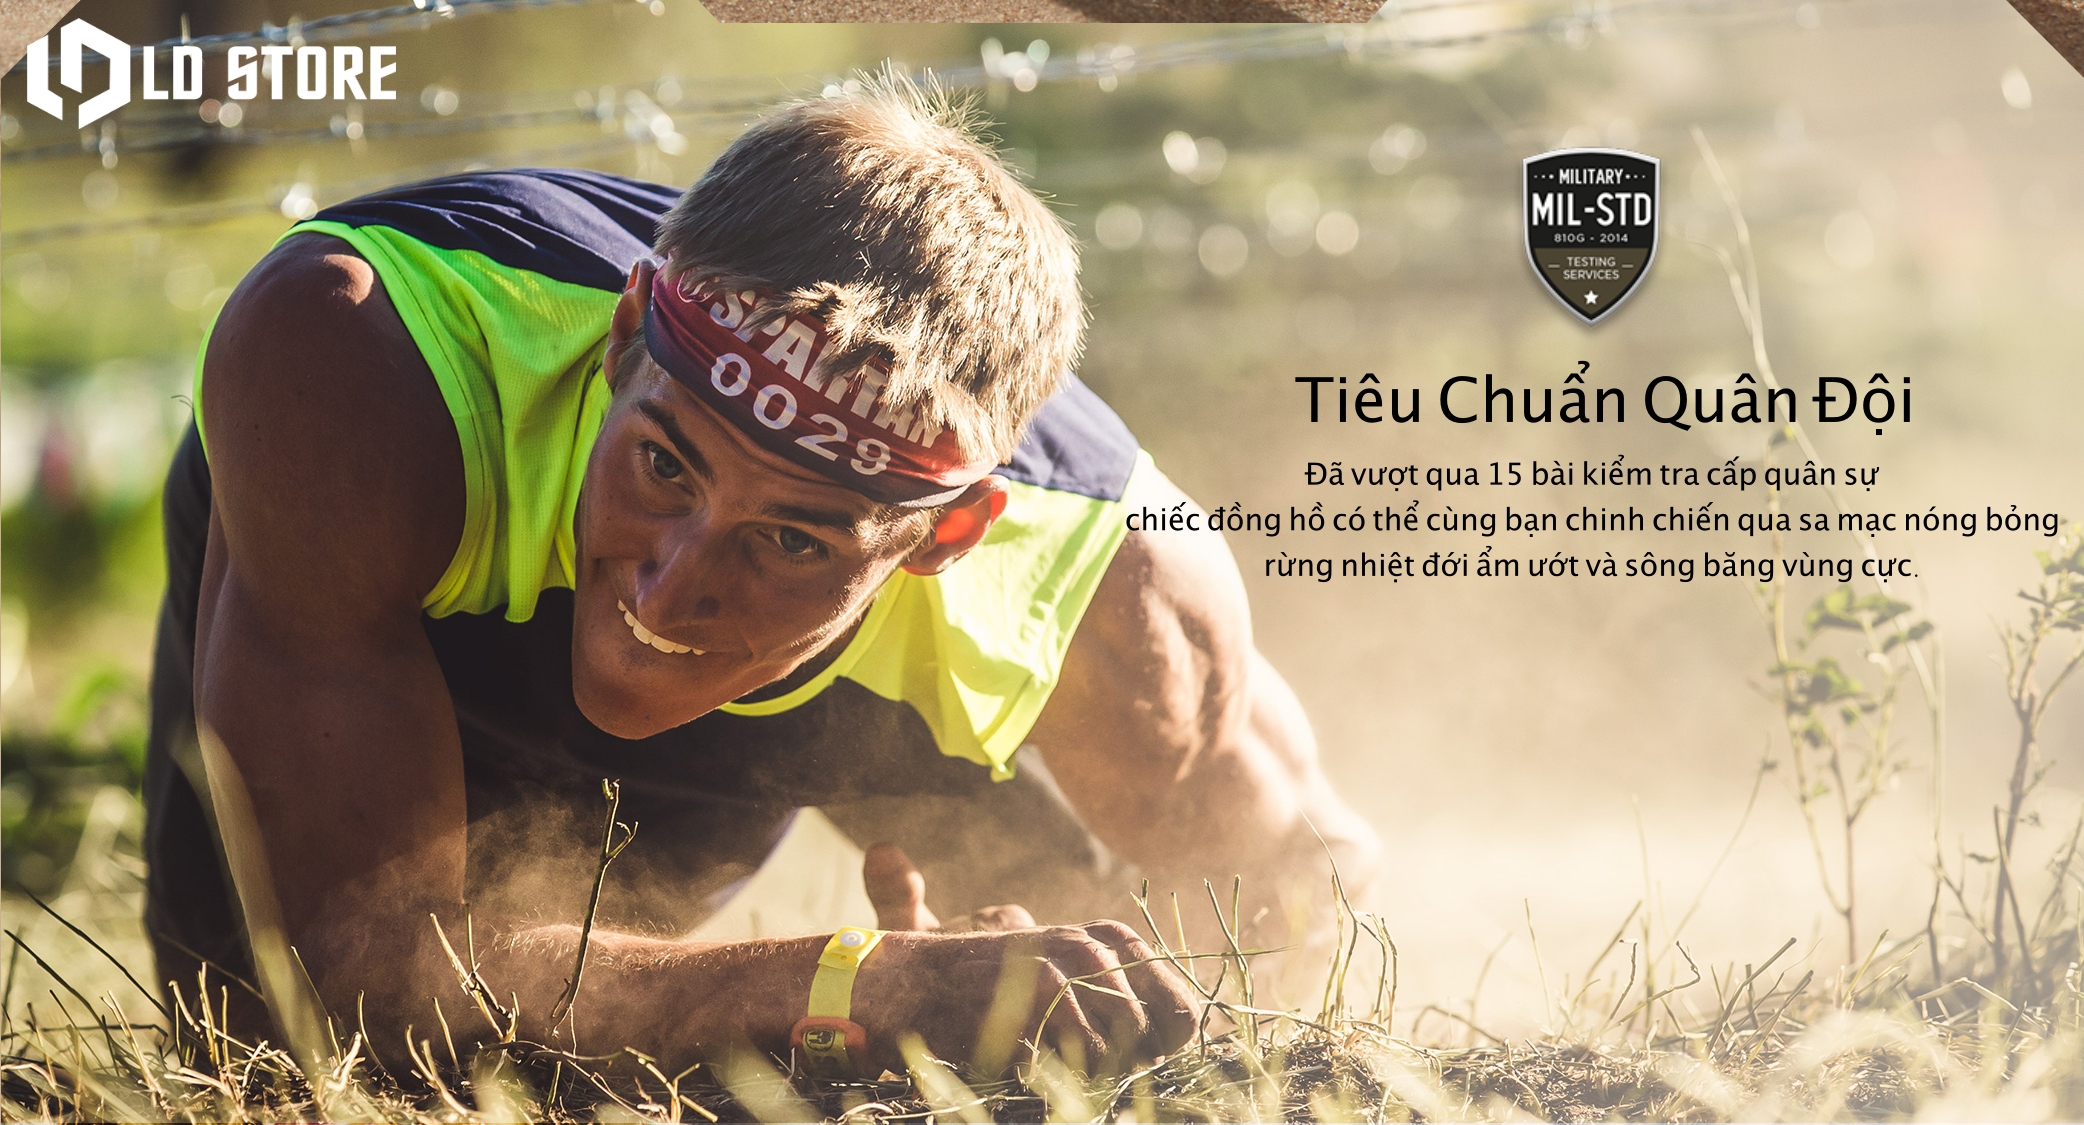 LD STORE
MILITARY
MIL-STD
810G - 2014
TESTING
SERVICES
SPARTAN
0029
Tiêu Chuẩn Quân Đội
Đã vượt qua 15 bài kiểm tra cấp quân sự
chiếc đồng hồ có thể cùng bạn chinh chiến qua sa mạc nóng bỏng
rừng nhiệt đới ẩm ướt và sông băng vùng cực.